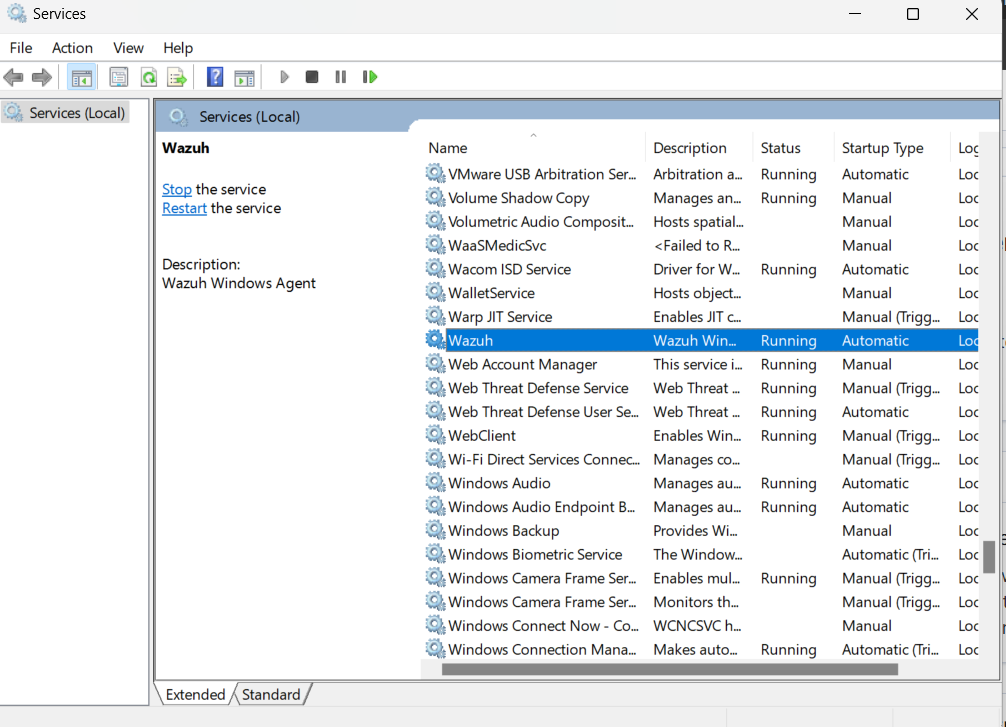 Services
File Action View Help
Services (Local)
Services (Local)
Wazuh
Stop the service
Restart the service
Description:
Wazuh Windows Agent
Name Description Status Startup Type Log
VMware USB Arbitration Ser... Arbitration a... Running Automatic Loc
Volume Shadow Copy Manages an... Running Manual Loc
Volumetric Audio Composit... Hosts spatial... Manual Loc
WaaSMedicSvc <Failed to R... Manual Loc
Wacom ISD Service Driver for W... Running Automatic Loc
WalletService Hosts object... Manual Loc
Warp JIT Service Enables JIT c... Manual (Trigg... Loc
Wazuh Wazuh Win... Running Automatic Loc
Web Account Manager This service i... Running Manual Loc
Web Threat Defense Service Web Threat ... Running Manual (Trigg... Loc
Web Threat Defense User Se... Web Threat ... Running Automatic Loc
WebClient Enables Win... Running Manual (Trigg... Loc
Wi-Fi Direct Services Connec... Manages co... Manual (Trigg... Loc
Windows Audio Manages au... Running Automatic Loc
Windows Audio Endpoint B... Manages au... Running Automatic Loc
Windows Backup Provides Wi... Manual Loc
Windows Biometric Service The Window... Automatic (Tri... Loc
Windows Camera Frame Ser... Enables mul... Running Manual (Trigg... Loc
Windows Camera Frame Ser... Monitors th... Manual (Trigg... Loc
Windows Connect Now - Co... WCNCSVC h... Manual Loc
Windows Connection Mana... Makes auto... Running Automatic (Tri... Loc
Extended Standard